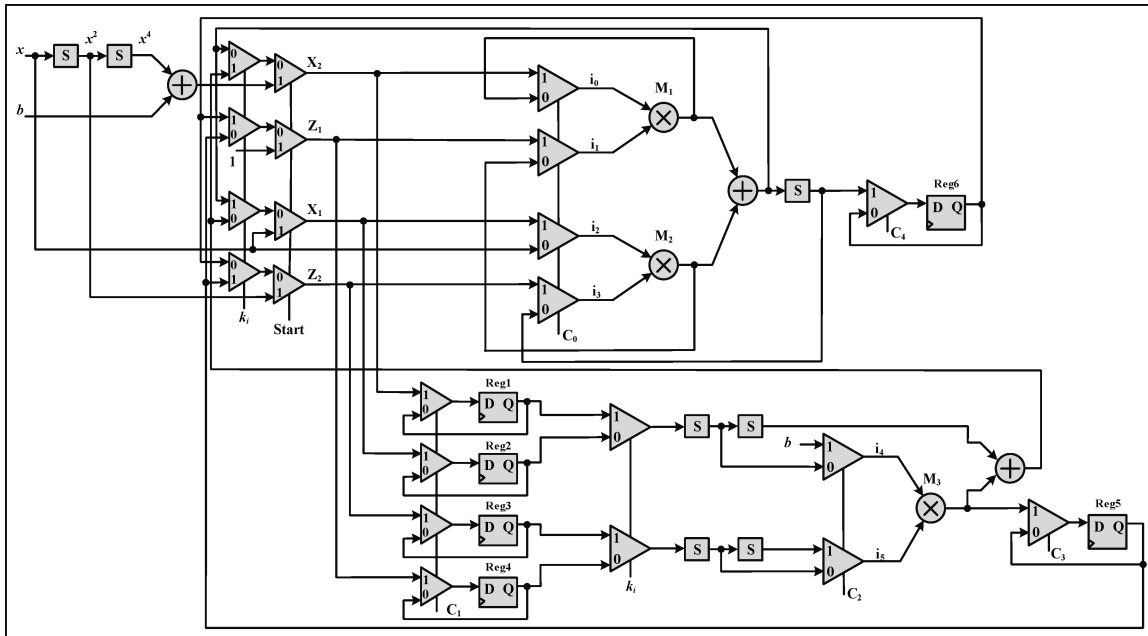 x S x² S x⁴
b
0 1 0 1 X₂
1 0 0 1 Z₁
1
1 0 0 1 X₁
0 1 0 1 Z₂
kᵢ Start
1 0 i₀ M₁
1 0 i₁
1 0 i₂ M₂
1 0 i₃
C₀
S 1 0 C₄ Reg6 D Q
1 0 Reg1 D Q
1 0 Reg2 D Q
1 0 Reg3 D Q
1 0 Reg4 D Q
C₁
1 0 S S
1 0 S S
kᵢ
b 1 0 i₄
M₃
1 0 i₅
C₂
1 0 C₃ Reg5 D Q